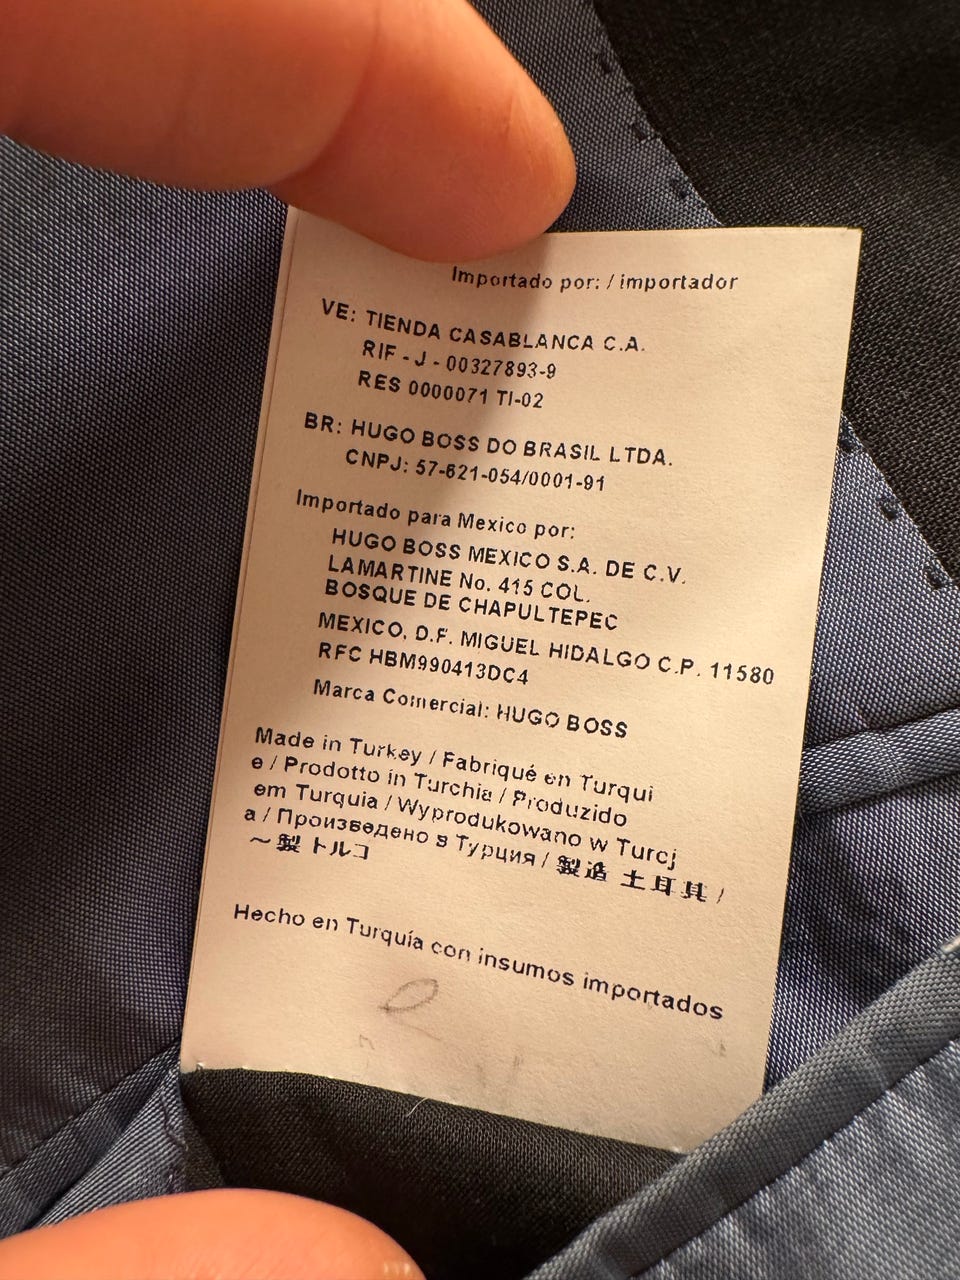 Importado por: / importador
VE: TIENDA CASABLANCA C.A.
RIF - J - 00327893-9
RES 0000071 TI-02
BR: HUGO BOSS DO BRASIL LTDA.
CNPJ: 57-621-054/0001-91
Importado para Mexico por:
HUGO BOSS MEXICO S.A. DE C.V.
LAMARTINE No. 415 COL.
BOSQUE DE CHAPULTEPEC
MEXICO, D.F. MIGUEL HIDALGO C.P. 11580
RFC HBM990413DC4
Marca Comercial: HUGO BOSS
Made in Turkey / Fabriqué en Turqui
e / Prodotto in Turchia / Produzido
em Turquia / Wyprodukowano w Turcj
a / Произведено в Турция / 製造 土耳其 /
～製 トルコ
Hecho en Turquía con insumos importados